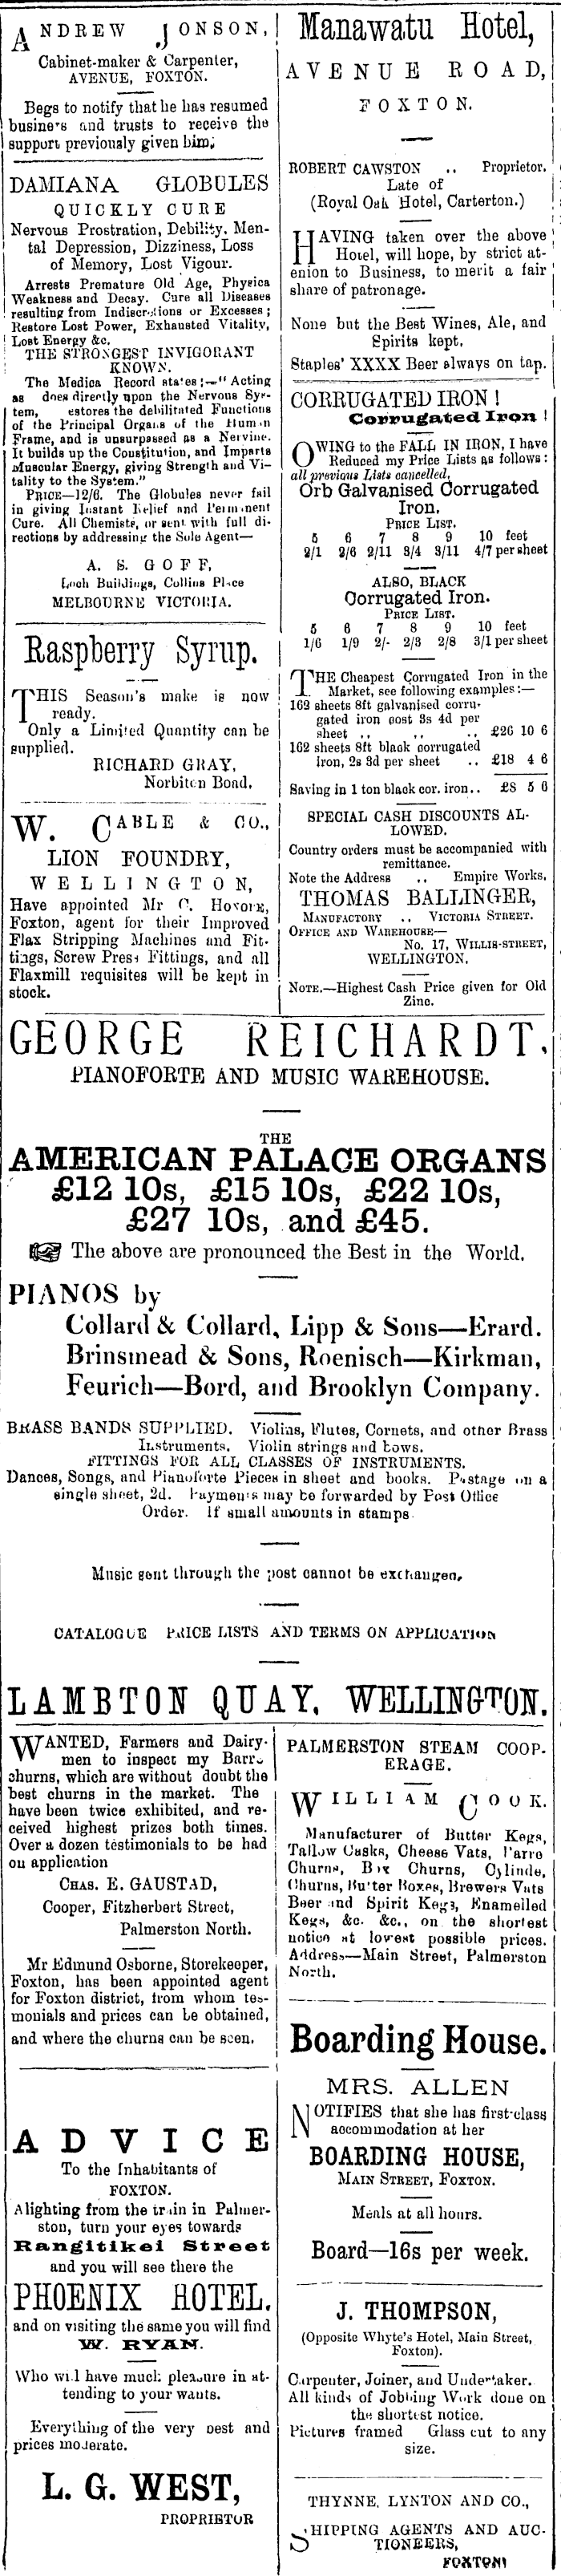 ANDREW JONSON,
Cabinet-maker & Carpenter,
AVENUE, FOXTON.
Begs to notify that he has resumed
business and trusts to receive the
support previously given him,
DAMIANA GLOBULES
QUICKLY CURE
Nervous Prostration, Debility, Men-
tal Depression, Dizziness, Loss
of Memory, Lost Vigour.
Arrests Premature Old Age, Physica
Weakness and Decay. Cure all Diseases
resulting from Indiscretions or Excesses;
Restore Lost Power, Exhausted Vitality,
Lost Energy &c.
THE STRONGEST INVIGORANT
KNOWN.
The Medica Record states:—"Acting
as does directly upon the Nervous Sys-
tem, estores the debilitated Functions
of the Principal Organs of the Human
Frame, and is unsurpassed as a Nervine.
It builds up the Constitution, and Imparts
Muscular Energy, giving Strength and Vi-
tality to the System."
PRICE—12/6. The Globules never fail
in giving Instant Relief and Permanent
Cure. All Chemists, or sent with full di-
rections by addressing the Sole Agent—
A. S. GOFF,
Loch Buildings, Collins Place
MELBOURNE VICTORIA.
Raspberry Syrup.
THIS Season's make is now
ready.
Only a Limited Quantity can be
supplied.
RICHARD GRAY,
Norbiton Road,
W. CABLE & CO.,
LION FOUNDRY,
WELLINGTON,
Have appointed Mr C. Howork,
Foxton, agent for their Improved
Flax Stripping Machines and Fit-
tings, Screw Press Fittings, and all
Flaxmill requisites will be kept in
stock.
Manawatu Hotel,
AVENUE ROAD,
FOXTON.
ROBERT CAWSTON .. Proprietor.
Late of
(Royal Oak Hotel, Carterton.)
HAVING taken over the above
Hotel, will hope, by strict at-
enion to Business, to merit a fair
share of patronage.
None but the Best Wines, Ale, and
Spirits kept.
Staples' XXXX Beer always on tap.
CORRUGATED IRON!
Corrugated Iron!
OWING to the FALL IN IRON, I have
Reduced my Price Lists as follows:
all previous Lists cancelled.
Orb Galvanised Corrugated
Iron.
PRICE LIST.
5 6 7 8 9 10 feet
2/1 2/6 2/11 3/4 3/11 4/7 per sheet
ALSO, BLACK
Corrugated Iron.
PRICE LIST.
5 6 7 8 9 10 feet
1/6 1/9 2/- 2/3 2/8 3/1 per sheet
THE Cheapest Corrugated Iron in the
Market, see following examples:—
162 sheets 8ft galvanised corru-
gated iron cost 3s 4d per
sheet .. .. .. £26 10 6
162 sheets 8ft black corrugated
Iron, 2s 3d per sheet .. £18 4 6
Saving in 1 ton black cor. iron.. £8 5 6
SPECIAL CASH DISCOUNTS AL-
LOWED.
Country orders must be accompanied with
remittance.
Note the Address .. Empire Works,
THOMAS BALLINGER,
MANUFACTORY .. VICTORIA STREET.
OFFICE AND WAREHOUSE—
No. 17, WILLIS-STREET,
WELLINGTON.
NOTE.—Highest Cash Price given for Old
Zinc.
GEORGE REICHARDT,
PIANOFORTE AND MUSIC WAREHOUSE.
THE
AMERICAN PALACE ORGANS
£12 10s, £15 10s, £22 10s,
£27 10s, and £45.
The above are pronounced the Best in the World.
PIANOS by
Collard & Collard, Lipp & Sons—Erard.
Brinsmead & Sons, Roenisch—Kirkman,
Feurich—Bord, and Brooklyn Company.
BRASS BANDS SUPPLIED. Violins, Flutes, Cornets, and other Brass
Instruments. Violin strings and bows.
FITTINGS FOR ALL CLASSES OF INSTRUMENTS.
Dances, Songs, and Pianoforte Pieces in sheet and books. Postage on a
single sheet, 2d. Payments may be forwarded by Post Office
Order. If small amounts in stamps.
Music sent through the post cannot be exchanged.
CATALOGUE PRICE LISTS AND TERMS ON APPLICATION
LAMBTON QUAY, WELLINGTON.
WANTED, Farmers and Dairy-
men to inspect my Barre
churns, which are without doubt the
best churns in the market. The
have been twice exhibited, and re-
ceived highest prizes both times.
Over a dozen testimonials to be had
on application
CHAS. E. GAUSTAD,
Cooper, Fitzherbert Street,
Palmerston North.
Mr Edmund Osborne, Storekeeper,
Foxton, has been appointed agent
for Foxton district, from whom tes-
monials and prices can be obtained,
and where the churns can be seen.
ADVICE
To the Inhabitants of
FOXTON.
Alighting from the train in Palmer-
ston, turn your eyes towards
Rangitikei Street
and you will see there the
PHOENIX HOTEL,
and on visiting the same you will find
W. RYAN.
Who will have much pleasure in at-
tending to your wants.
Everything of the very best and
prices moderate.
L. G. WEST,
PROPRIETOR
PALMERSTON STEAM COOP-
ERAGE.
WILLIAM COOK.
Manufacturer of Butter Kegs,
Tallow Casks, Cheese Vats, Parre
Churns, Box Churns, Cylinde,
Churns, Butter Boxes, Brewers Vats
Beer and Spirit Kegs, Enamelled
Kegs, &c. &c., on the shortest
notice at lowest possible prices.
Address—Main Street, Palmerston
North.
Boarding House.
MRS. ALLEN
NOTIFIES that she has first-class
accommodation at her
BOARDING HOUSE,
MAIN STREET, FOXTON.
Meals at all hours.
Board—16s per week.
J. THOMPSON,
(Opposite Whyte's Hotel, Main Street,
Foxton).
Carpenter, Joiner, and Undertaker.
All kinds of Jobbing Work done on
the shortest notice.
Pictures framed Glass cut to any
size.
THYNNE, LYNTON AND CO.,
SHIPPING AGENTS AND AUC-
TIONEERS,
FOXTON